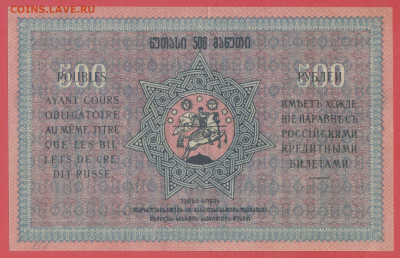 COINS.LAVE.RU
ხუთასი 500 მანეთი
500
ROUBLES
AYANT COURS
OBLIGATOIRE
AU MÊME TITRE
QUE LES BIL
LETS DE CRÉ
DIT RUSSE.
500
РУБЛЕЙ
ИМѢЕТЪ ХОЖДЕ
НІЕ НАРАВНѢ СЪ
РОССІЙСКИМИ
КРЕДИТНЫМИ
БИЛЕТАМИ.